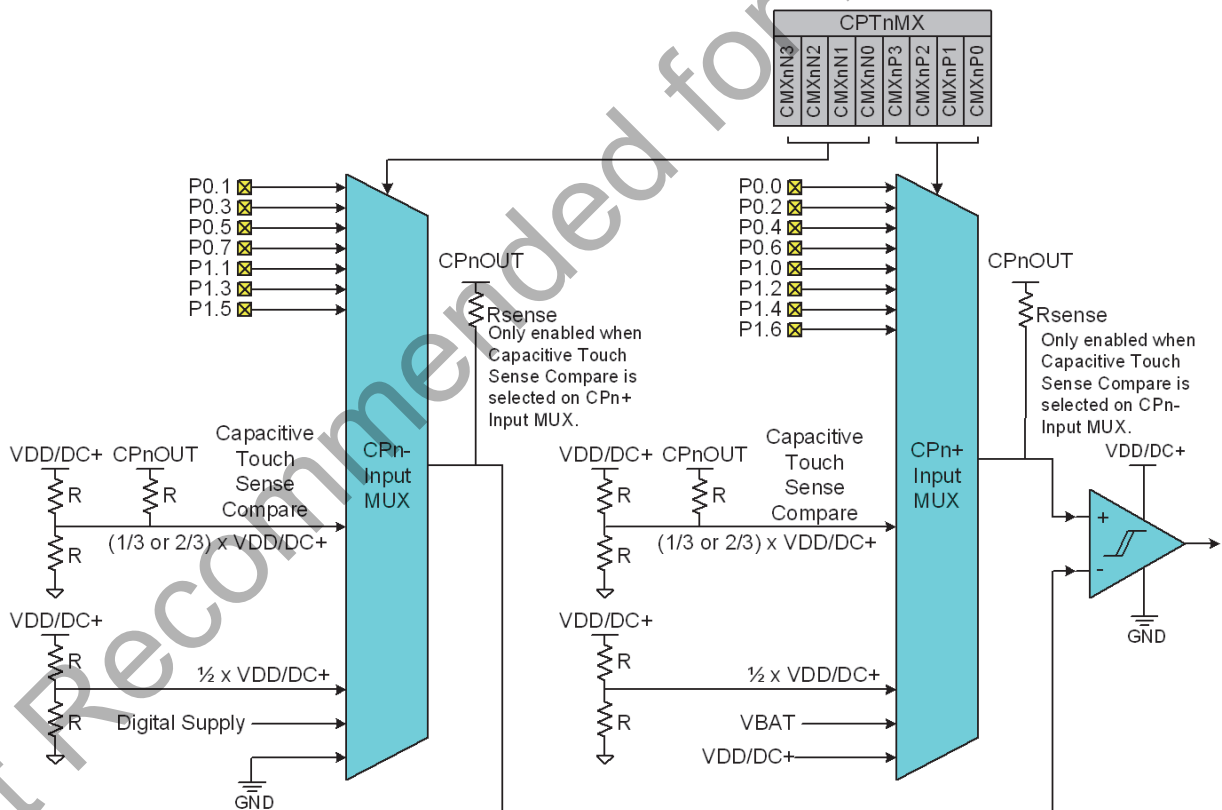 CPTnMX
CMXnN3
CMXnN2
CMXnN1
CMXnN0
CMXnP3
CMXnP2
CMXnP1
CMXnP0
P0.1
P0.3
P0.5
P0.7
P1.1
P1.3
P1.5
CPnOUT
Rsense
Only enabled when
Capacitive Touch
Sense Compare is
selected on CPn+
Input MUX.
VDD/DC+
CPnOUT
R
R
R
Capacitive
Touch
Sense
Compare
(1/3 or 2/3) x VDD/DC+
CPn-
Input
MUX
VDD/DC+
R
R
½ x VDD/DC+
Digital Supply
GND
P0.0
P0.2
P0.4
P0.6
P1.0
P1.2
P1.4
P1.6
CPnOUT
Rsense
Only enabled when
Capacitive Touch
Sense Compare is
selected on CPn-
Input MUX.
VDD/DC+
CPnOUT
R
R
R
Capacitive
Touch
Sense
Compare
(1/3 or 2/3) x VDD/DC+
CPn+
Input
MUX
VDD/DC+
R
R
½ x VDD/DC+
VBAT
VDD/DC+
VDD/DC+
+
-
GND
Recommended for